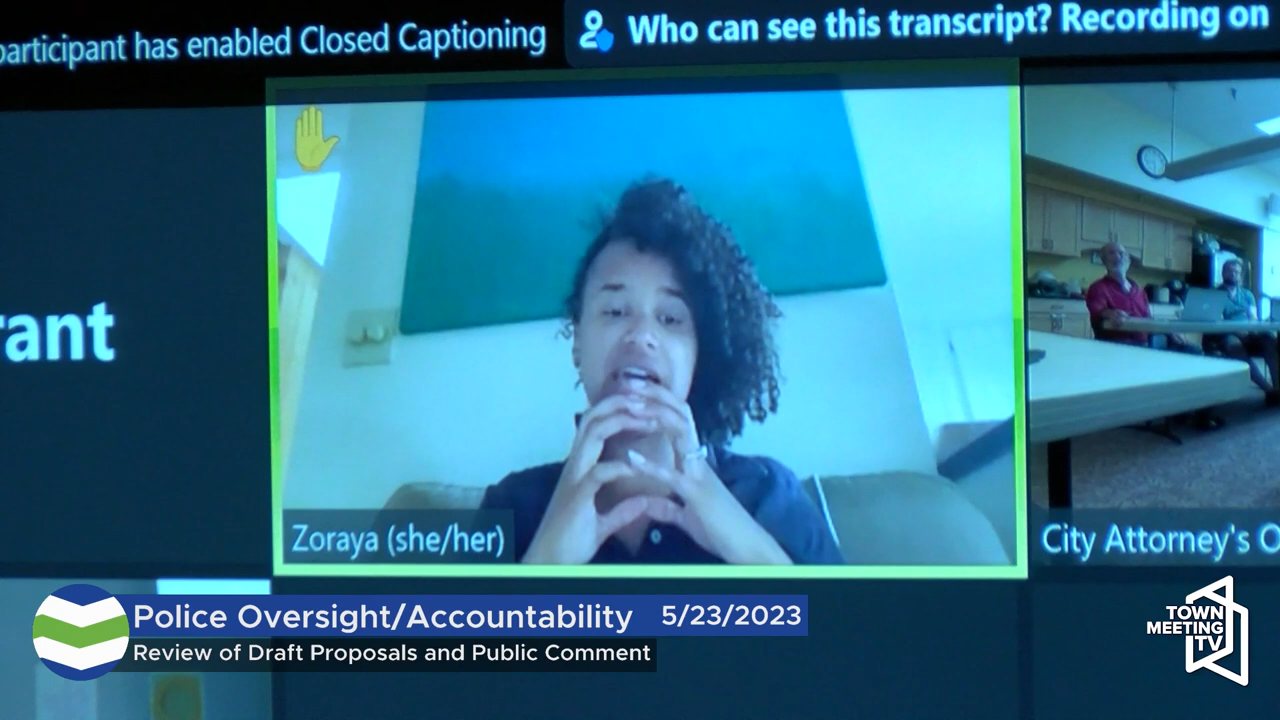 participant has enabled Closed Captioning
Who can see this transcript? Recording on
rant
Zoraya (she/her)
City Attorney's O
Police Oversight/Accountability 5/23/2023
Review of Draft Proposals and Public Comment
TOWN
MEETING
TV